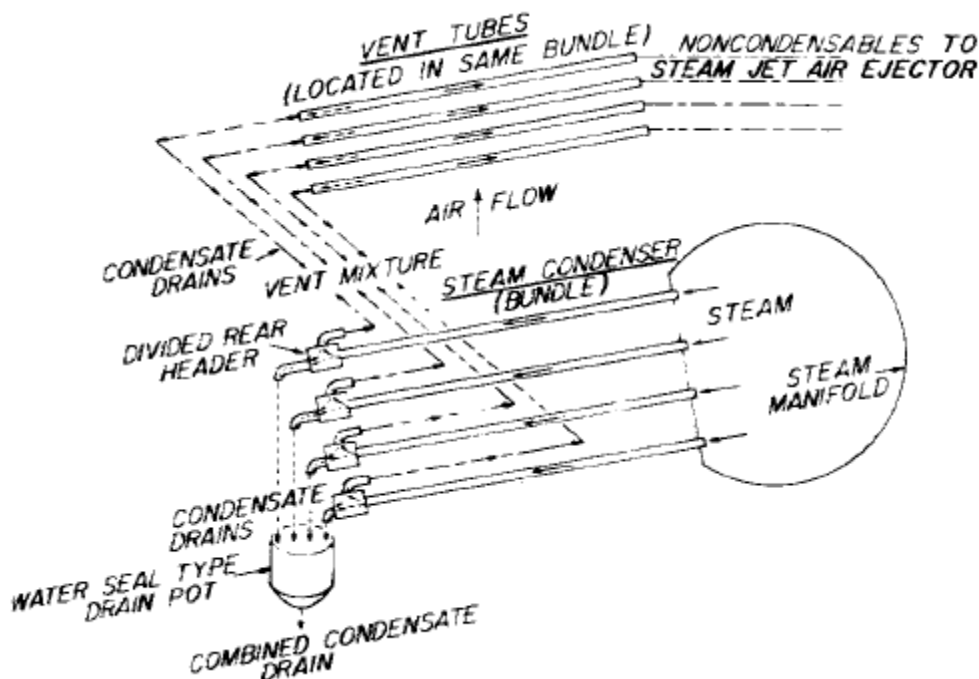 VENT TUBES
(LOCATED IN SAME BUNDLE)
NONCONDENSABLES TO
STEAM JET AIR EJECTOR
AIR FLOW
CONDENSATE
DRAINS
VENT MIXTURE
STEAM CONDENSER
(BUNDLE)
STEAM
DIVIDED REAR
HEADER
STEAM
MANIFOLD
CONDENSATE
DRAINS
WATER SEAL TYPE
DRAIN POT
COMBINED CONDENSATE
DRAIN